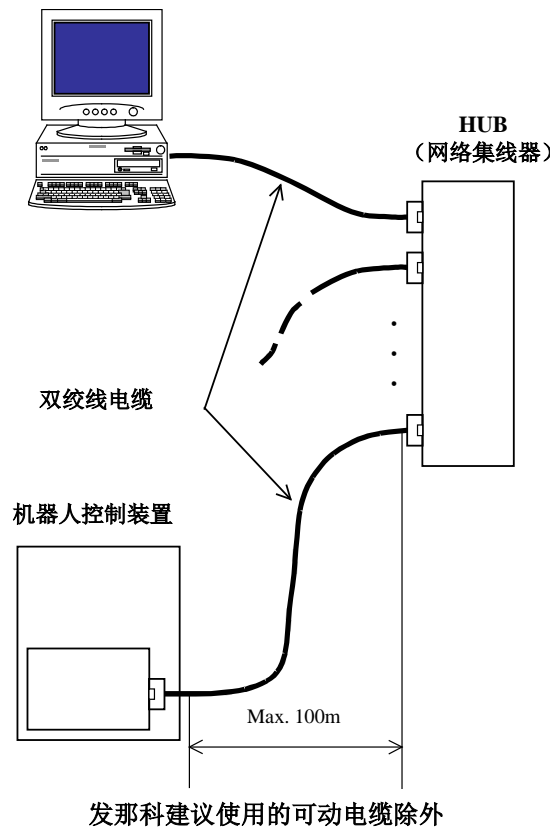 HUB
（网络集线器）
双绞线电缆
机器人控制装置
Max. 100m
发那科建议使用的可动电缆除外